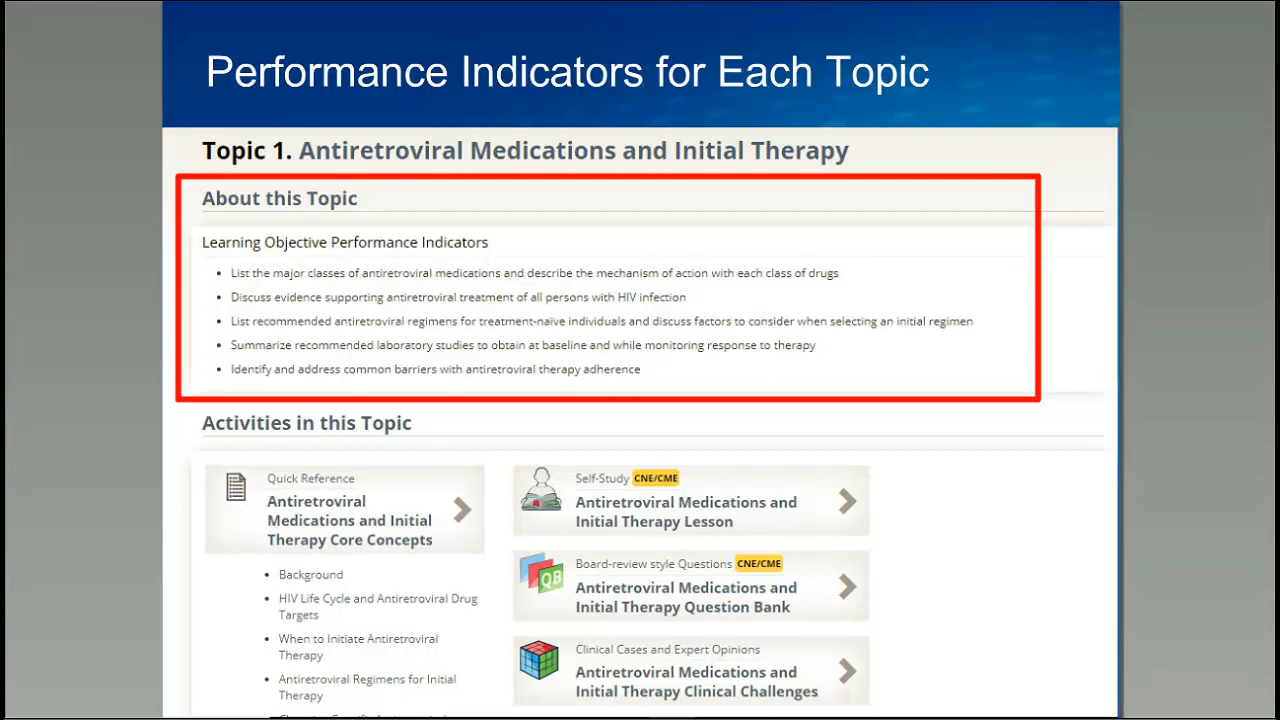 Performance Indicators for Each Topic
Topic 1. Antiretroviral Medications and Initial Therapy
About this Topic
Learning Objective Performance Indicators
• List the major classes of antiretroviral medications and describe the mechanism of action with each class of drugs
• Discuss evidence supporting antiretroviral treatment of all persons with HIV infection
• List recommended antiretroviral regimens for treatment-naïve individuals and discuss factors to consider when selecting an initial regimen
• Summarize recommended laboratory studies to obtain at baseline and while monitoring response to therapy
• Identify and address common barriers with antiretroviral therapy adherence
Activities in this Topic
Quick Reference
Antiretroviral
Medications and Initial
Therapy Core Concepts
• Background
• HIV Life Cycle and Antiretroviral Drug
Targets
• When to Initiate Antiretroviral
Therapy
• Antiretroviral Regimens for Initial
Therapy
Self-Study CNE/CME
Antiretroviral Medications and
Initial Therapy Lesson
QB
Board-review style Questions CNE/CME
Antiretroviral Medications and
Initial Therapy Question Bank
Clinical Cases and Expert Opinions
Antiretroviral Medications and
Initial Therapy Clinical Challenges